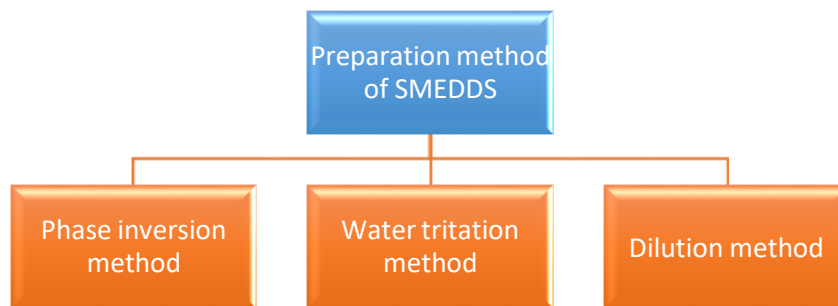 Preparation method
of SMEDDS
Phase inversion
method
Water tritation
method
Dilution method